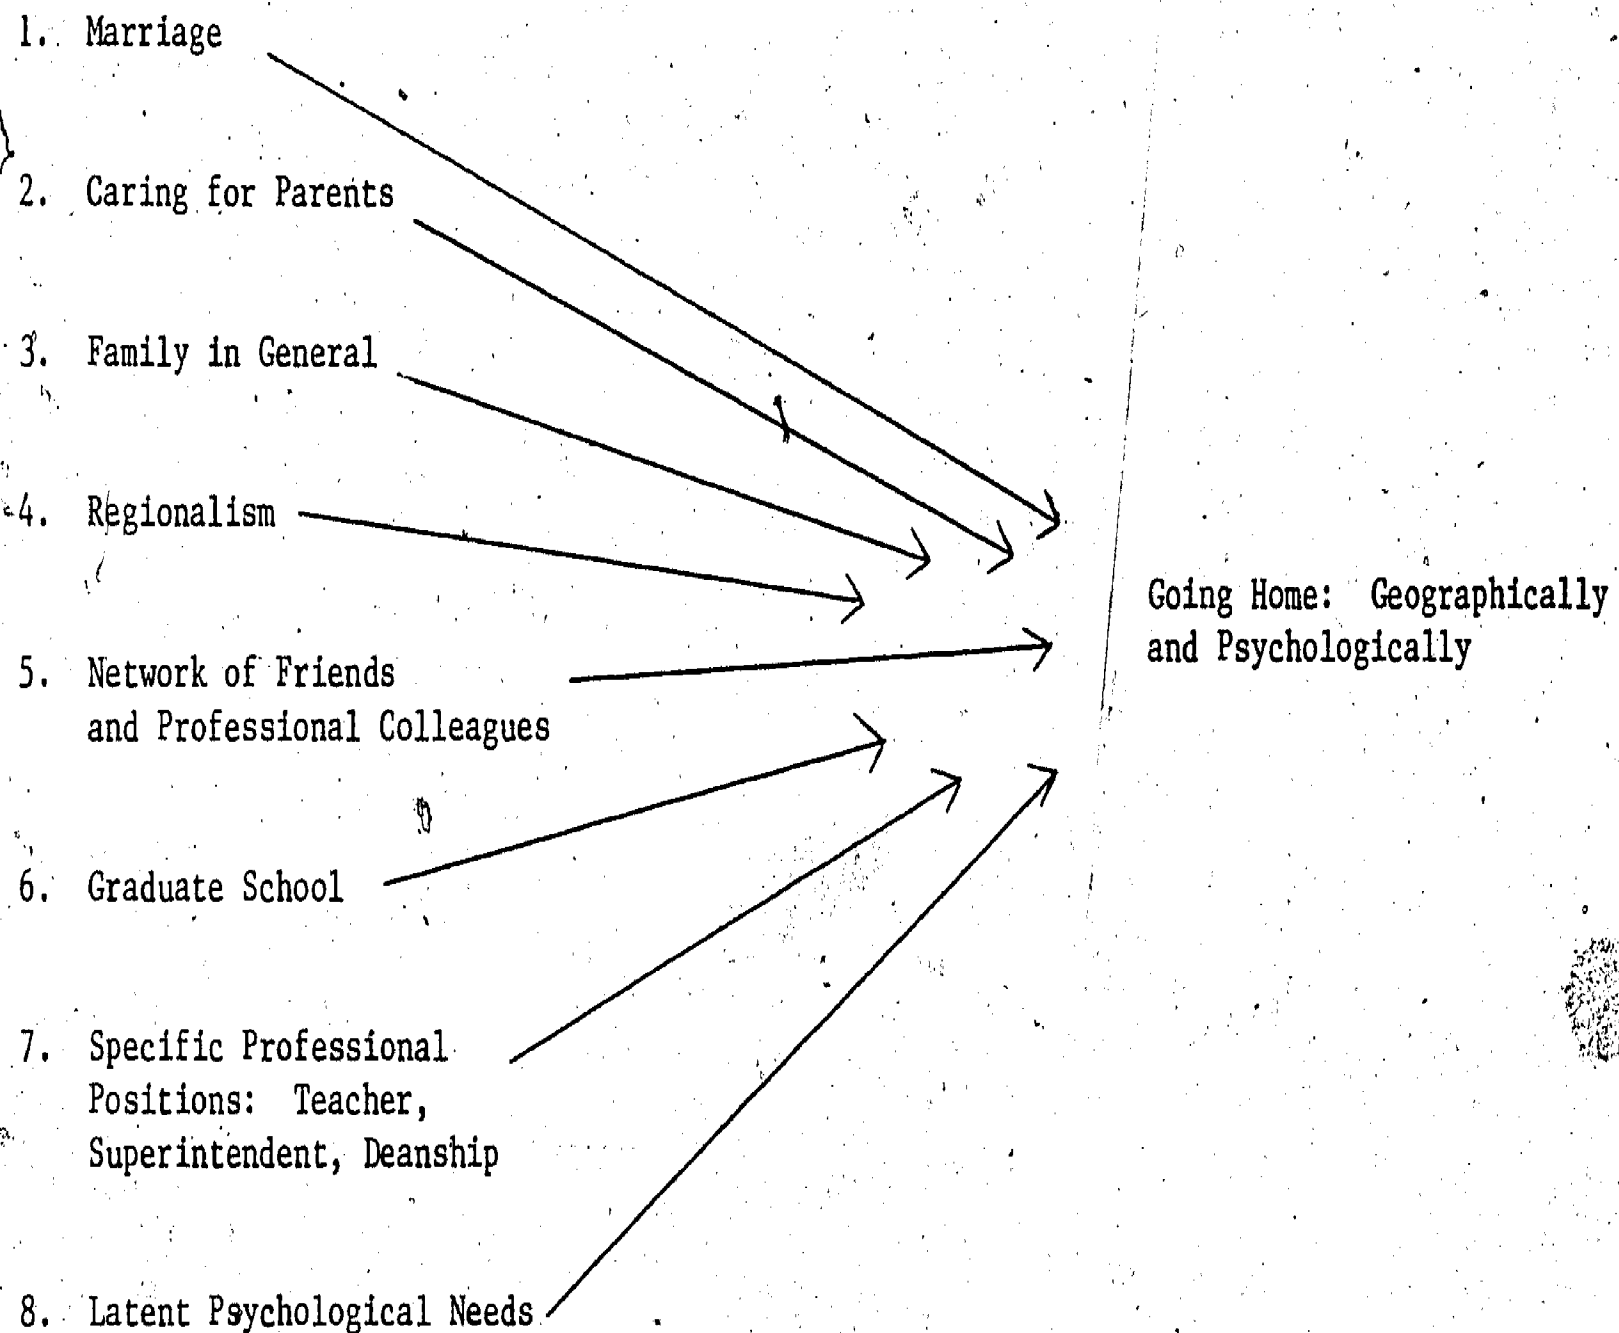 1. Marriage
2. Caring for Parents
3. Family in General
4. Regionalism
Going Home: Geographically
and Psychologically
5. Network of Friends
and Professional Colleagues
6. Graduate School
7. Specific Professional
Positions: Teacher,
Superintendent, Deanship
8. Latent Psychological Needs